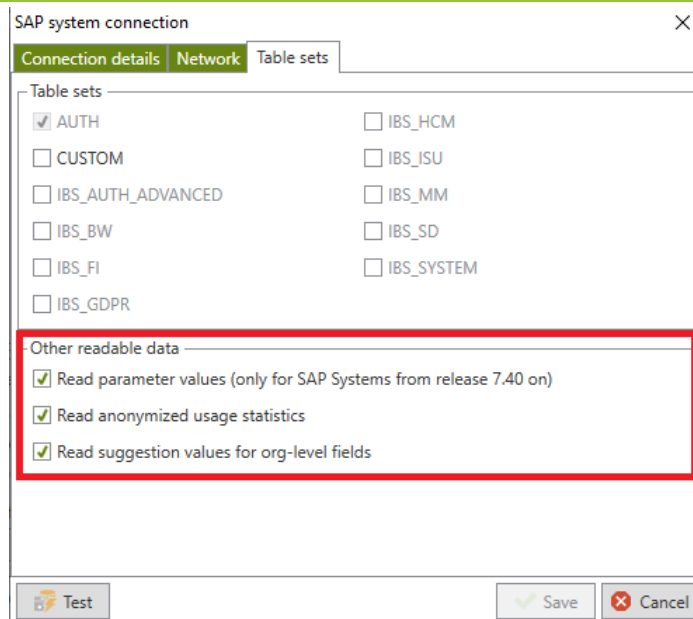 SAP system connection
Connection details Network Table sets
Table sets
AUTH IBS_HCM
CUSTOM IBS_ISU
IBS_AUTH_ADVANCED IBS_MM
IBS_BW IBS_SD
IBS_FI IBS_SYSTEM
IBS_GDPR
Other readable data
Read parameter values (only for SAP Systems from release 7.40 on)
Read anonymized usage statistics
Read suggestion values for org-level fields
Test Save Cancel